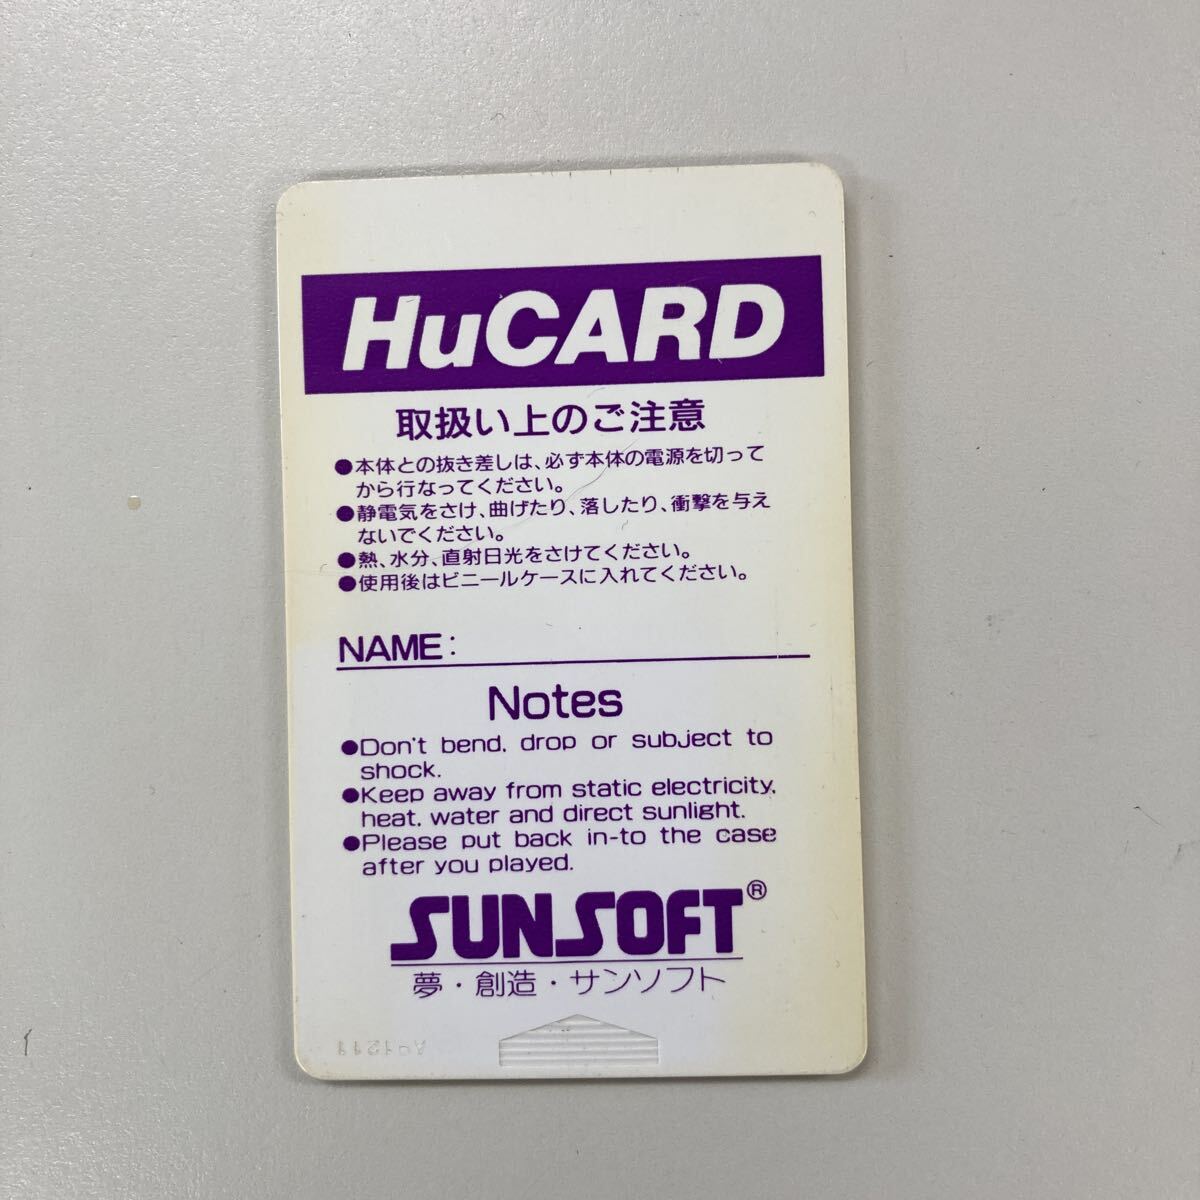 HuCARD
取扱い上のご注意
●本体との抜き差しは、必ず本体の電源を切って
から行なってください。
●静電気をさけ、曲げたり、落したり、衝撃を与え
ないでください。
●熱、水分、直射日光をさけてください。
●使用後はビニールケースに入れてください。
NAME:
Notes
●Don't bend, drop or subject to
shock.
●Keep away from static electricity,
heat, water and direct sunlight.
●Please put back in-to the case
after you played.
SUNSOFT®
夢・創造・サンソフト